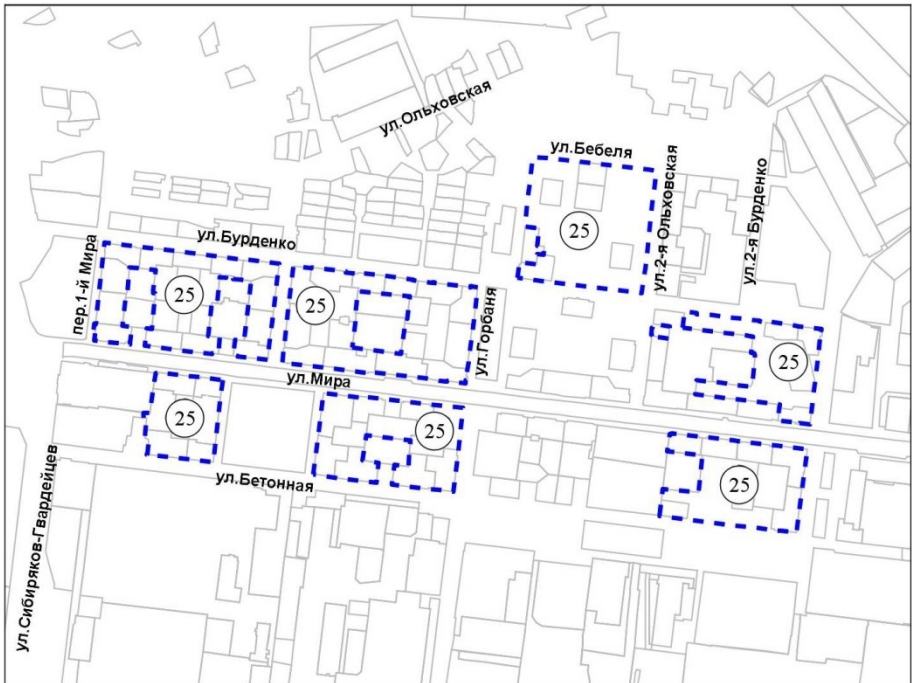 ул.Ольховская
ул.Бебеля
25
ул.2-я Ольховская
ул.2-я Бурденко
ул.Бурденко
пер.1-й Мира
25
25
ул.Горбаня
25
ул.Мира
25
25
ул.Бетонная
25
ул.Сибиряков-Гвардейцев